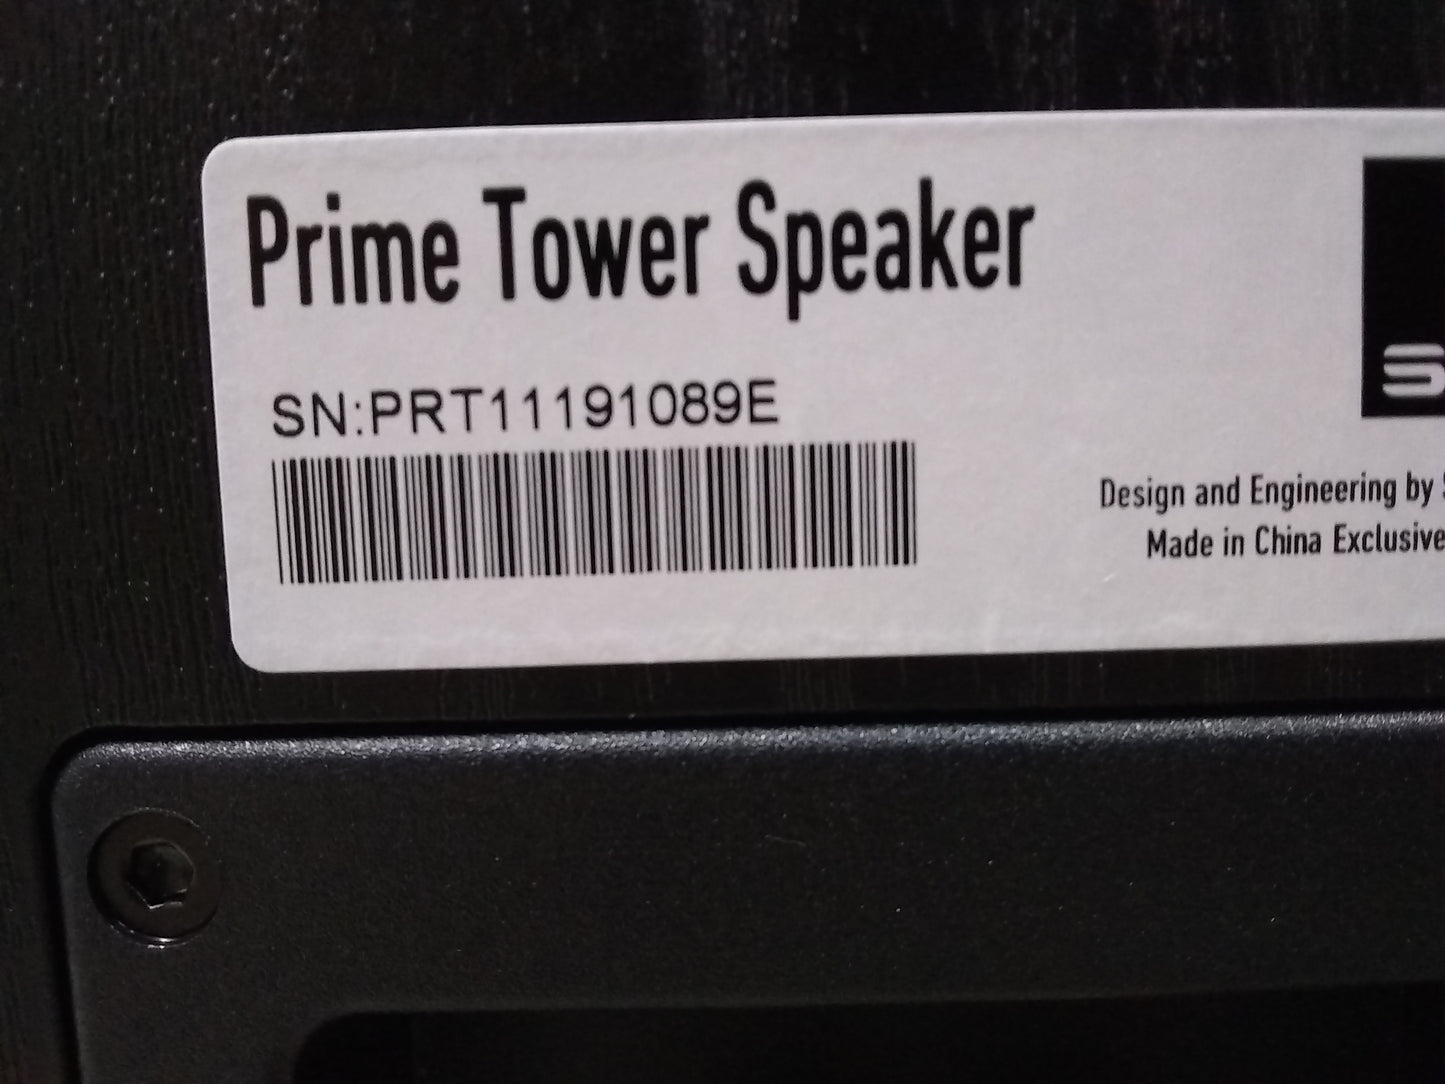 Prime Tower Speaker
SN:PRT11191089E
Design and Engineering by
Made in China Exclusive